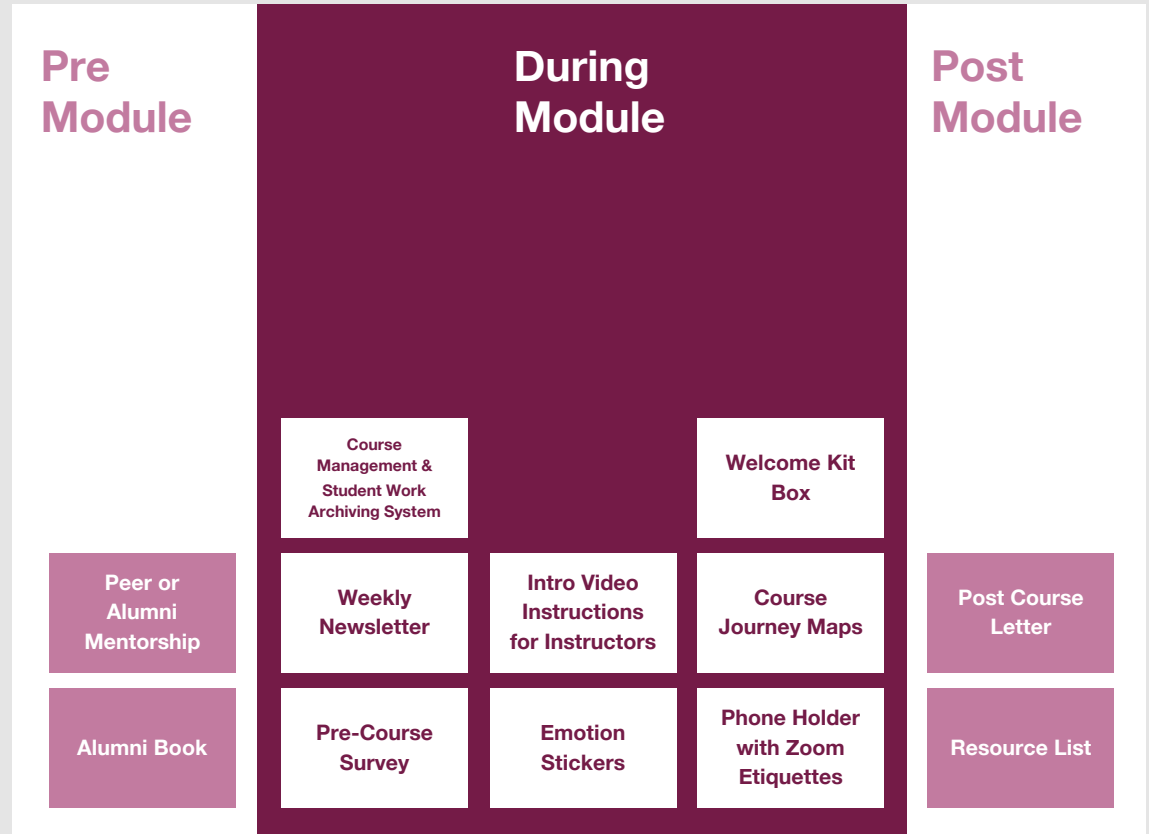 Pre
Module
During
Module
Post
Module
Course
Management &
Student Work
Archiving System
Welcome Kit
Box
Peer or
Alumni
Mentorship
Weekly
Newsletter
Intro Video
Instructions
for Instructors
Course
Journey Maps
Post Course
Letter
Alumni Book
Pre-Course
Survey
Emotion
Stickers
Phone Holder
with Zoom
Etiquettes
Resource List